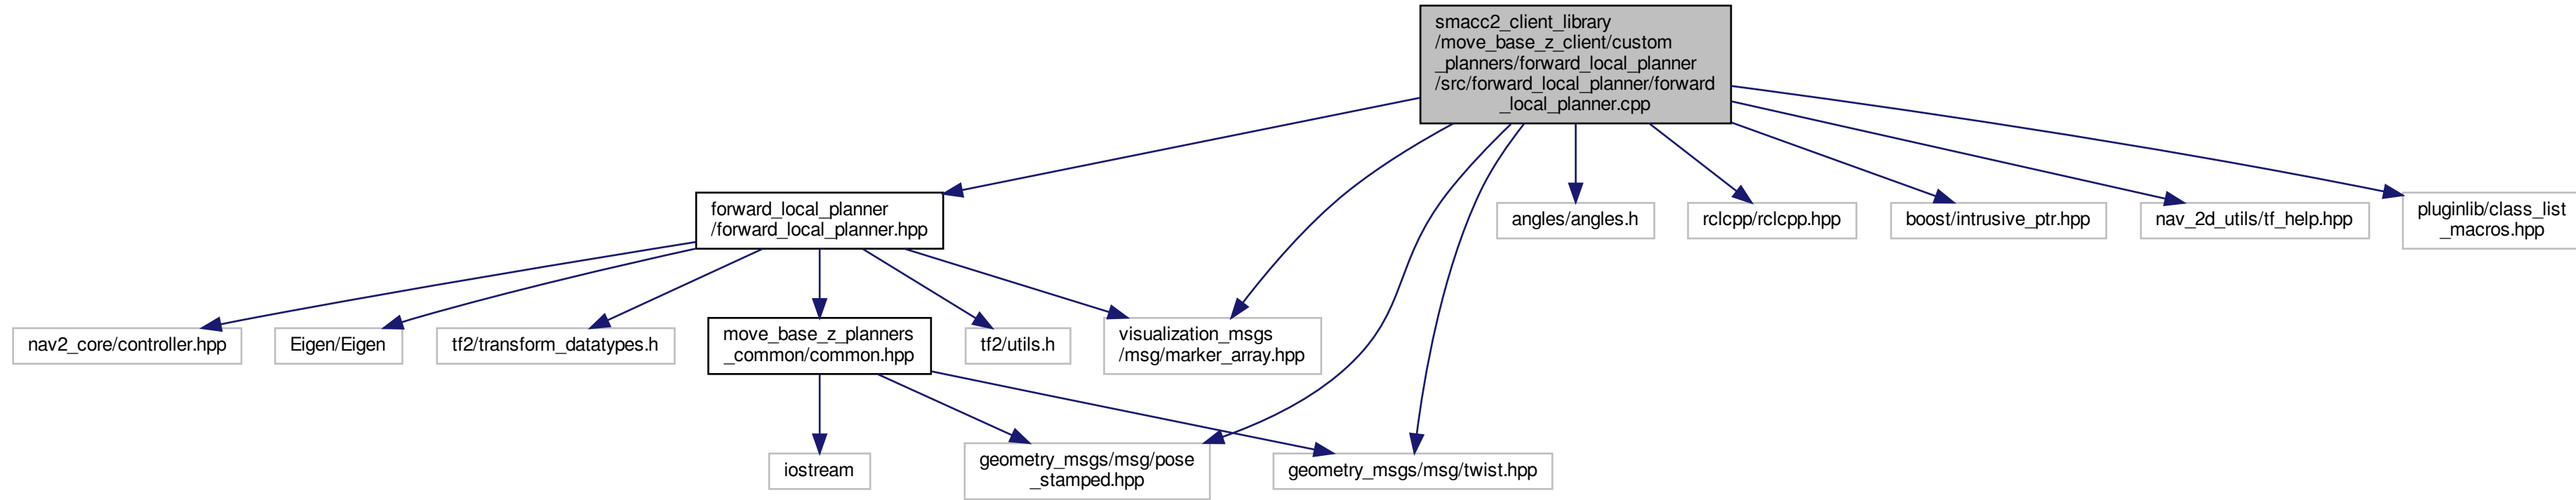 smacc2_client_library
/move_base_z_client/custom
_planners/forward_local_planner
/src/forward_local_planner/forward
_local_planner.cpp
forward_local_planner
/forward_local_planner.hpp
angles/angles.h
rclcpp/rclcpp.hpp
boost/intrusive_ptr.hpp
nav_2d_utils/tf_help.hpp
pluginlib/class_list
_macros.hpp
nav2_core/controller.hpp
Eigen/Eigen
tf2/transform_datatypes.h
move_base_z_planners
_common/common.hpp
tf2/utils.h
visualization_msgs
/msg/marker_array.hpp
iostream
geometry_msgs/msg/pose
_stamped.hpp
geometry_msgs/msg/twist.hpp